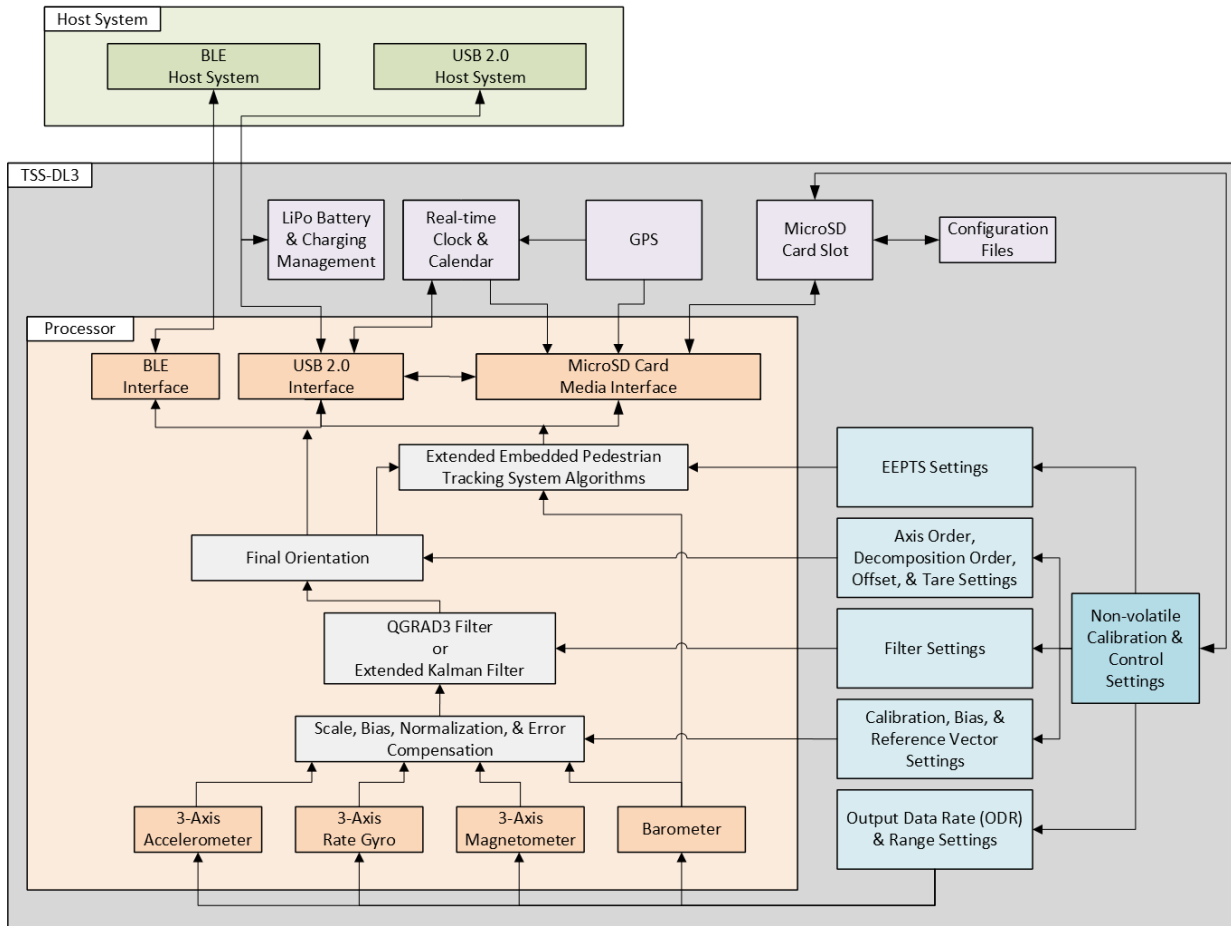 Host System
BLE
Host System
USB 2.0
Host System
TSS-DL3
LiPo Battery
& Charging
Management
Real-time
Clock &
Calendar
GPS
MicroSD
Card Slot
Configuration
Files
Processor
BLE
Interface
USB 2.0
Interface
MicroSD Card
Media Interface
Extended Embedded Pedestrian
Tracking System Algorithms
EEPTS Settings
Final Orientation
Axis Order,
Decomposition Order,
Offset, & Tare Settings
QGRAD3 Filter
or
Extended Kalman Filter
Filter Settings
Non-volatile
Calibration &
Control
Settings
Scale, Bias, Normalization, & Error
Compensation
Calibration, Bias, &
Reference Vector
Settings
3-Axis
Accelerometer
3-Axis
Rate Gyro
3-Axis
Magnetometer
Barometer
Output Data Rate (ODR)
& Range Settings